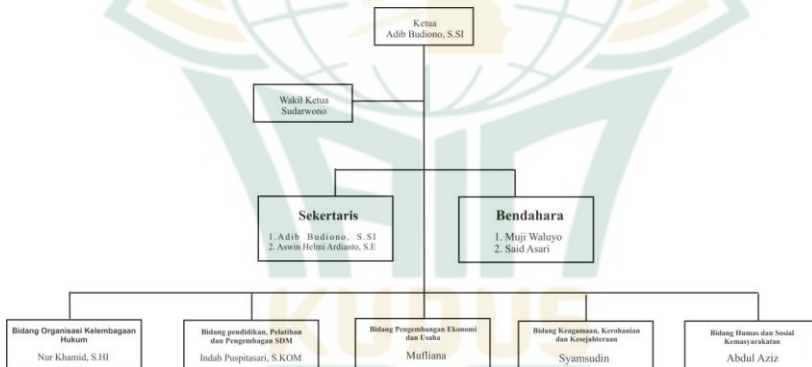 Ketua
Adib Budiono, S.SI
Wakil Ketua
Sudarwono
Sekertaris
1.Adib Budiono, S.SI
2. Aswin Helmi Ardianto, S.E
Bendahara
1. Muji Waluyo
2. Said Asari
Bidang Organisasi Kelembagaan
Hukum
Nur Khamid, S.HI
Bidang pendidikan, Pelatihan
dan Pengembagan SDM
Indah Puspitasari, S.KOM
Bidang Pengembangan Ekonomi
dan Usaha
Mufliana
Bidang Keagamaan, Kerohanian
dan Kesejahteraan
Syamsudin
Bidang Humas dan Sosial
Kemasyarakatan
Abdul Aziz
KUDUS